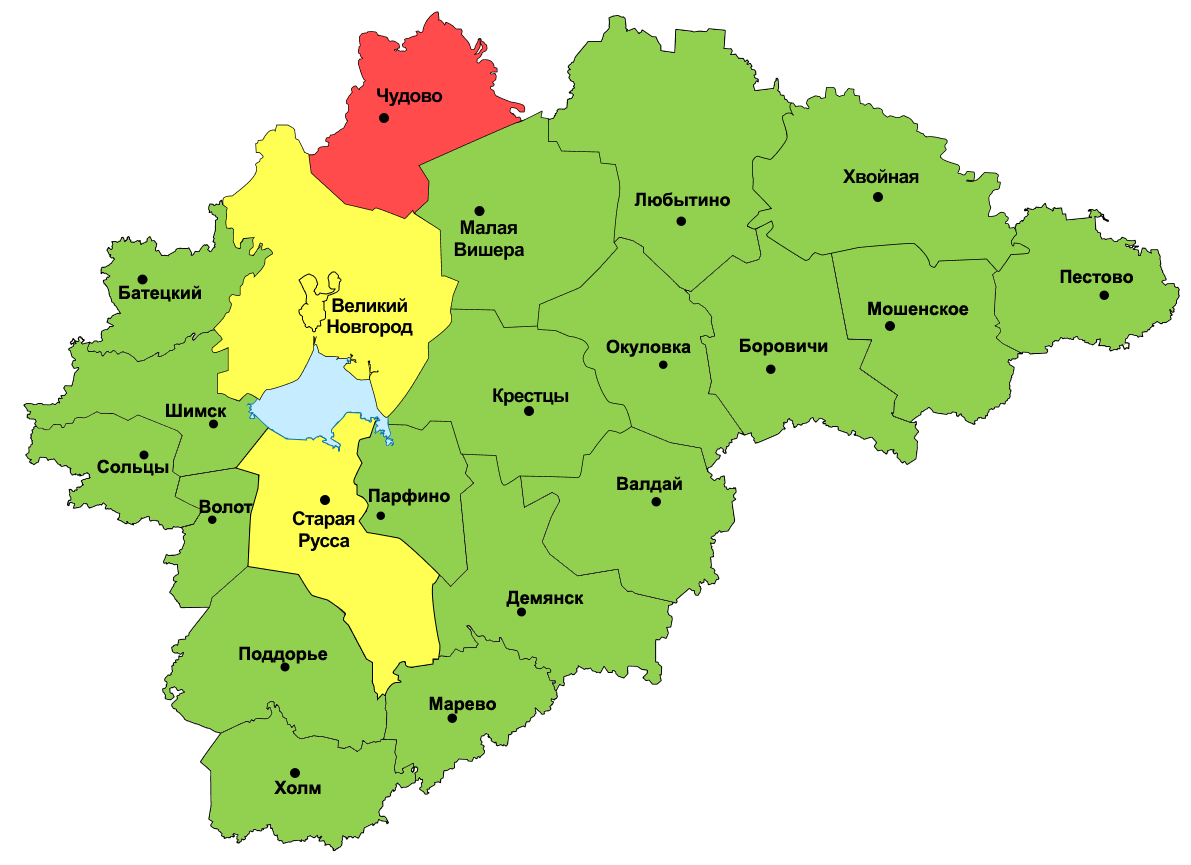 Чудово
Хвойная
Любытино
Малая
Вишера
Пестово
Батецкий
Великий
Новгород
Мошенское
Окуловка
Боровичи
Крестцы
Шимск
Сольцы
Валдай
Парфино
Волот
Старая
Русса
Демянск
Поддорье
Марево
Холм